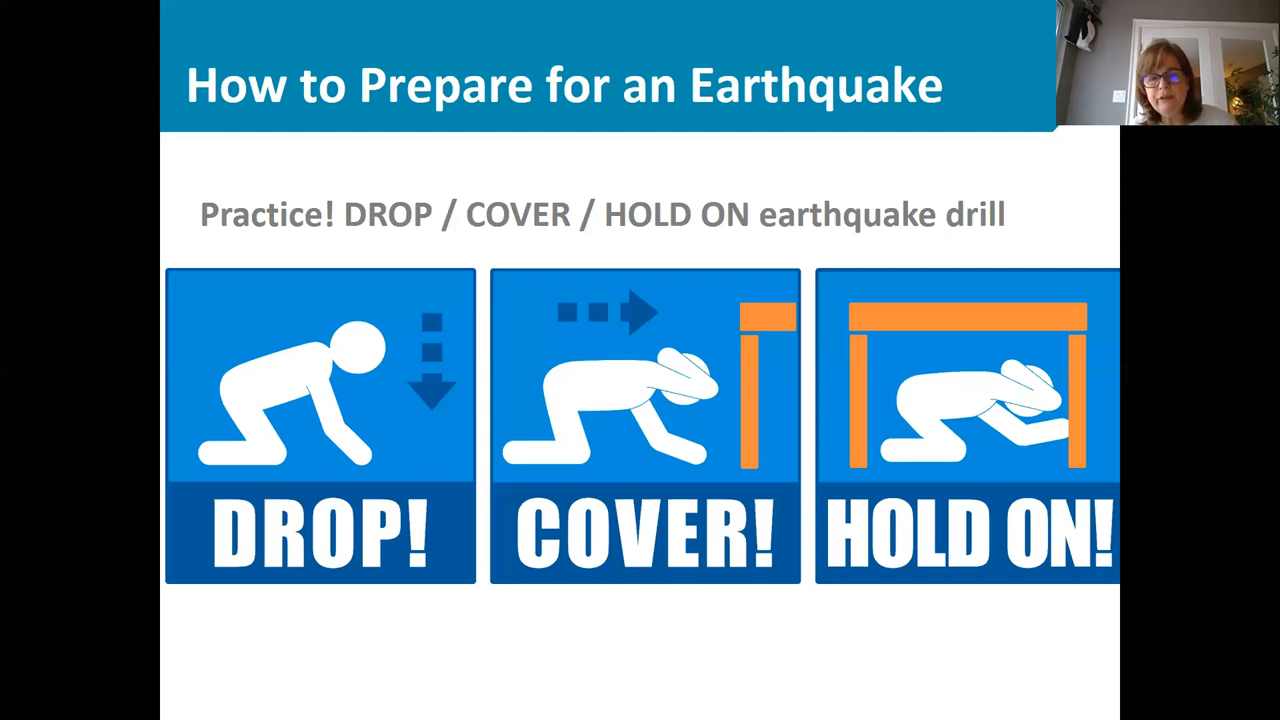 How to Prepare for an Earthquake
Practice! DROP / COVER / HOLD ON earthquake drill
DROP!
COVER!
HOLD ON!